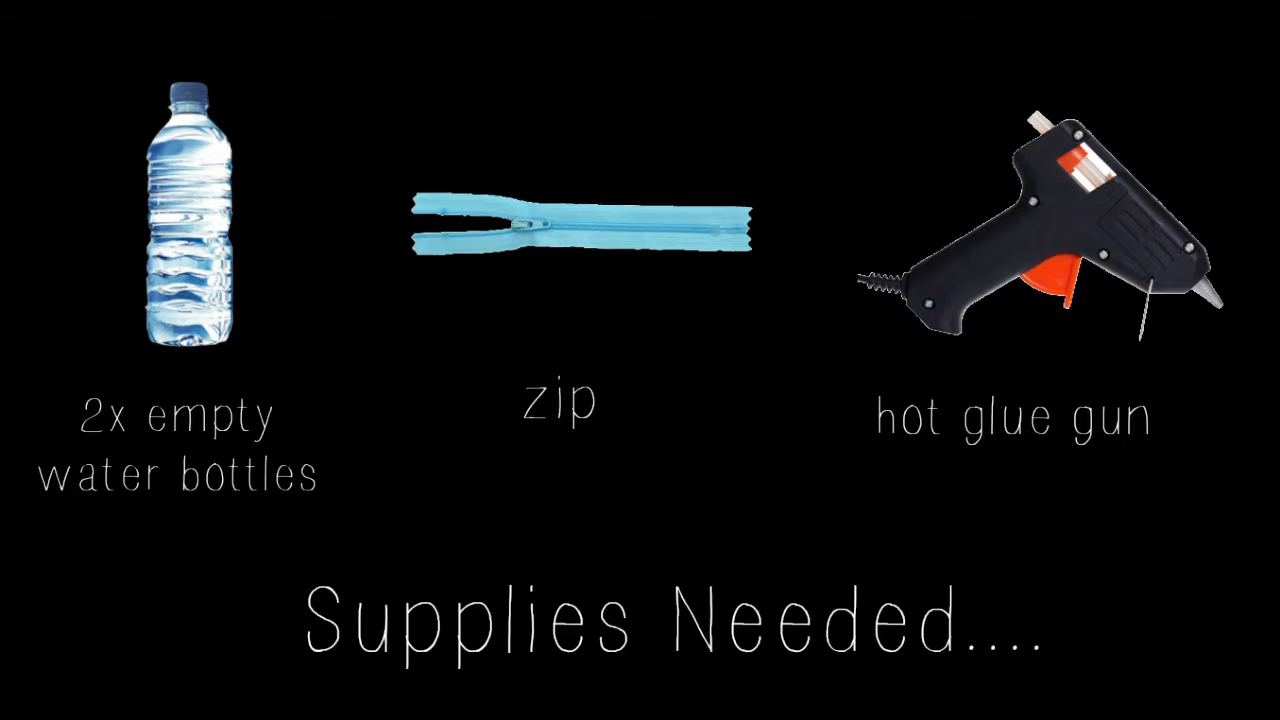 2x empty
water bottles
zip
hot glue gun
Supplies Needed....